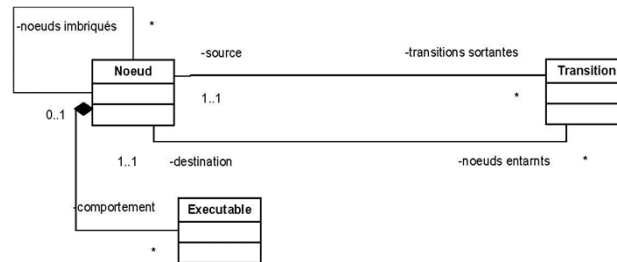 -noeuds imbriqués *
Noeud
-source -transitions sortantes
Transition
0..1
1..1 *
1..1 -destination -noeuds entarnts *
-comportement
Executable
*